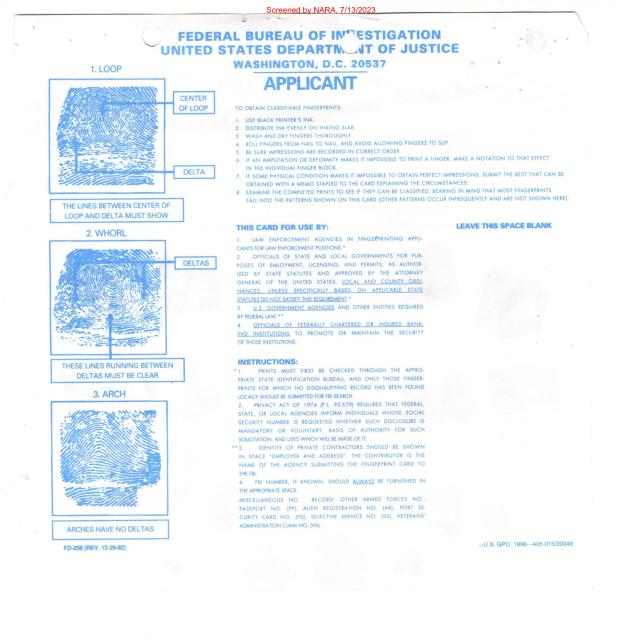 Screened by NARA, 7/13/2023
FEDERAL BUREAU OF INVESTIGATION
UNITED STATES DEPARTMENT OF JUSTICE
WASHINGTON, D.C. 20537
APPLICANT
1. LOOP
CENTER
OF LOOP
DELTA
THE LINES BETWEEN CENTER OF
LOOP AND DELTA MUST SHOW
2. WHORL
DELTAS
THESE LINES RUNNING BETWEEN
DELTAS MUST BE CLEAR
3. ARCH
ARCHES HAVE NO DELTAS
FD-258 (REV. 12-29-82)
TO OBTAIN CLASSIFIABLE FINGERPRINTS:
1. USE BLACK PRINTER'S INK.
2. DISTRIBUTE INK EVENLY ON INKING SLAB.
3. WASH AND DRY FINGERS THOROUGHLY.
4. ROLL FINGERS FROM NAIL TO NAIL, AND AVOID ALLOWING FINGERS TO SLIP.
5. BE SURE IMPRESSIONS ARE RECORDED IN CORRECT ORDER.
6. IF AN AMPUTATION OR DEFORMITY MAKES IT IMPOSSIBLE TO PRINT A FINGER, MAKE A NOTATION TO THAT EFFECT
IN THE INDIVIDUAL FINGER BLOCK.
7. IF SOME PHYSICAL CONDITION MAKES IT IMPOSSIBLE TO OBTAIN PERFECT IMPRESSIONS, SUBMIT THE BEST THAT CAN BE
OBTAINED WITH A MEMO STAPLED TO THE CARD EXPLAINING THE CIRCUMSTANCES.
8. EXAMINE THE COMPLETED PRINTS TO SEE IF THEY CAN BE CLASSIFIED, BEARING IN MIND THAT MOST FINGERPRINTS
FALL INTO THE PATTERNS SHOWN ON THIS CARD (OTHER PATTERNS OCCUR INFREQUENTLY AND ARE NOT SHOWN HERE).
THIS CARD FOR USE BY:
1. LAW ENFORCEMENT AGENCIES IN FINGERPRINTING APPLI-
CANTS FOR LAW ENFORCEMENT POSITIONS.*
2. OFFICIALS OF STATE AND LOCAL GOVERNMENTS FOR PUR-
POSES OF EMPLOYMENT, LICENSING, AND PERMITS, AS AUTHOR-
IZED BY STATE STATUTES AND APPROVED BY THE ATTORNEY
GENERAL OF THE UNITED STATES. LOCAL AND COUNTY ORDI-
NANCES, UNLESS SPECIFICALLY BASED ON APPLICABLE STATE
STATUTES DO NOT SATISFY THIS REQUIREMENT.*
3. U.S. GOVERNMENT AGENCIES AND OTHER ENTITIES REQUIRED
BY FEDERAL LAW.**
4. OFFICIALS OF FEDERALLY CHARTERED OR INSURED BANK-
ING INSTITUTIONS TO PROMOTE OR MAINTAIN THE SECURITY
OF THOSE INSTITUTIONS.
INSTRUCTIONS:
*1. PRINTS MUST FIRST BE CHECKED THROUGH THE APPRO-
PRIATE STATE IDENTIFICATION BUREAU, AND ONLY THOSE FINGER-
PRINTS FOR WHICH NO DISQUALIFYING RECORD HAS BEEN FOUND
LOCALLY SHOULD BE SUBMITTED FOR FBI SEARCH.
2. PRIVACY ACT OF 1974 (P.L. 93-579) REQUIRES THAT FEDERAL,
STATE, OR LOCAL AGENCIES INFORM INDIVIDUALS WHOSE SOCIAL
SECURITY NUMBER IS REQUESTED WHETHER SUCH DISCLOSURE IS
MANDATORY OR VOLUNTARY, BASIS OF AUTHORITY FOR SUCH
SOLICITATION, AND USES WHICH WILL BE MADE OF IT.
**3. IDENTITY OF PRIVATE CONTRACTORS SHOULD BE SHOWN
IN SPACE "EMPLOYER AND ADDRESS". THE CONTRIBUTOR IS THE
NAME OF THE AGENCY SUBMITTING THE FINGERPRINT CARD TO
THE FBI.
4. FBI NUMBER, IF KNOWN, SHOULD ALWAYS BE FURNISHED IN
THE APPROPRIATE SPACE.
MISCELLANEOUS NO. RECORD: OTHER ARMED FORCES NO.,
PASSPORT NO. (PP), ALIEN REGISTRATION NO. (AR), PORT SE-
CURITY CARD NO. (PS), SELECTIVE SERVICE NO. (SS), VETERANS'
ADMINISTRATION CLAIM NO. (VA).
LEAVE THIS SPACE BLANK
☆U.S. GPO: 1996—405-015/20049